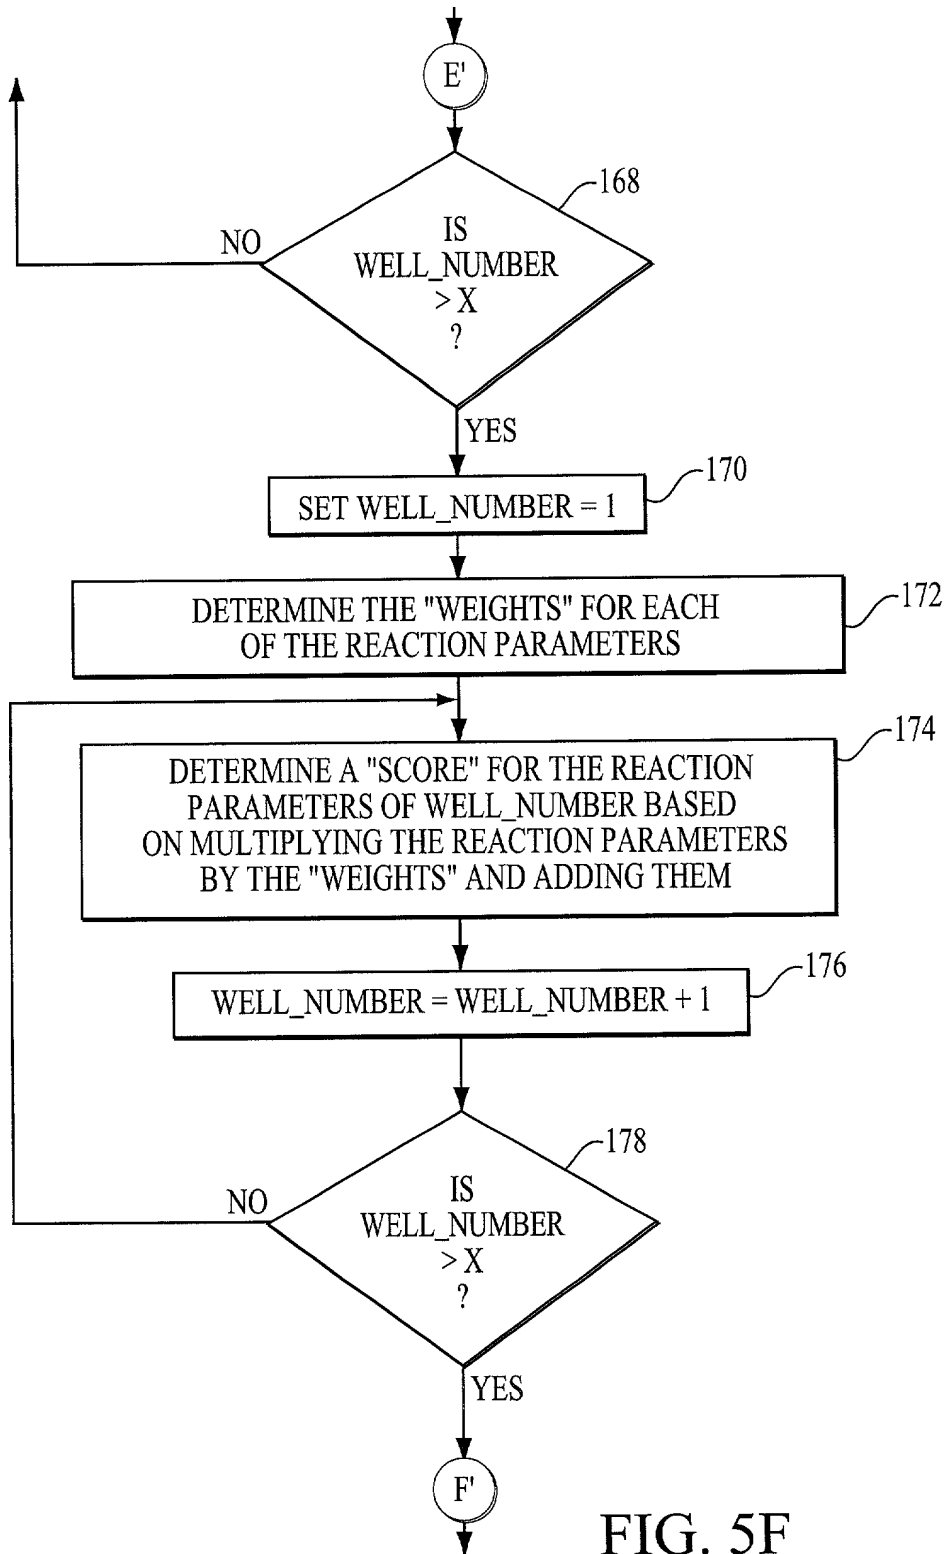 E'
168
IS
WELL_NUMBER
> X
?
NO
YES
170
SET WELL_NUMBER = 1
172
DETERMINE THE "WEIGHTS" FOR EACH
OF THE REACTION PARAMETERS
174
DETERMINE A "SCORE" FOR THE REACTION
PARAMETERS OF WELL_NUMBER BASED
ON MULTIPLYING THE REACTION PARAMETERS
BY THE "WEIGHTS" AND ADDING THEM
176
WELL_NUMBER = WELL_NUMBER + 1
178
IS
WELL_NUMBER
> X
?
NO
YES
F'
FIG. 5F